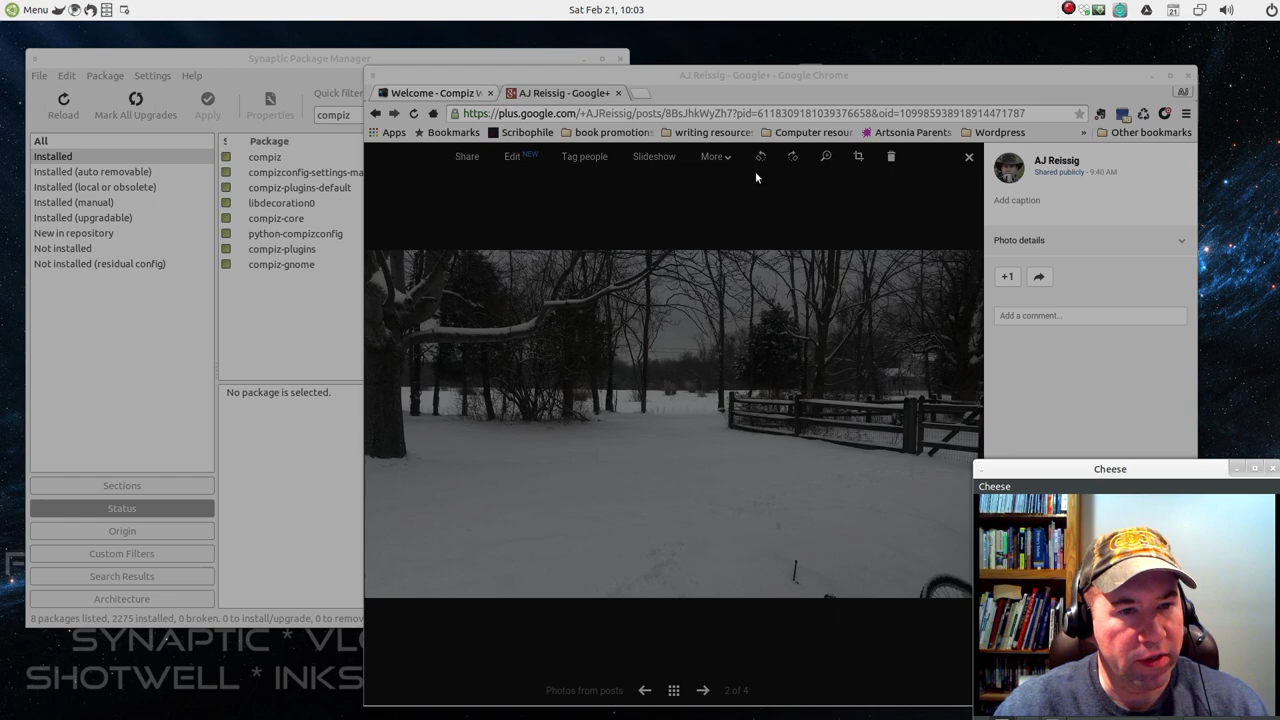 Menu
Sat Feb 21, 10:03
21
Synaptic Package Manager
File Edit Package Settings Help
Quick filter
Reload Mark All Upgrades Apply Properties
compiz
All
Installed
Installed (auto removable)
Installed (local or obsolete)
Installed (manual)
Installed (upgradable)
New in repository
Not installed
Not installed (residual config)
S Package
compiz
compizconfig-settings-ma
compiz-plugins-default
libdecoration0
compiz-core
python-compizconfig
compiz-plugins
compiz-gnome
No package is selected.
Sections
Status
Origin
Custom Filters
Search Results
Architecture
8 packages listed, 2275 installed, 0 broken. 0 to install/upgrade, 0 to remov
SYNAPTIC * VL
SHOTWELL * INKS
AJ Reissig - Google+ - Google Chrome
Welcome - Compiz
AJ Reissig - Google+
https://plus.google.com/+AJReissig/posts/8BsJhkWyZh7?pid=6118309181039376658&oid=109985938918914471787
Apps Bookmarks Scribophile book promotion writing resource Computer resou Artsonia Parents Wordpress » Other bookmarks
Share Edit NEW Tag people Slideshow More
AJ Reissig
Shared publicly - 9:40 AM
Add caption
Photo details
+1
Add a comment...
Photos from posts
2 of 4
Cheese
Cheese